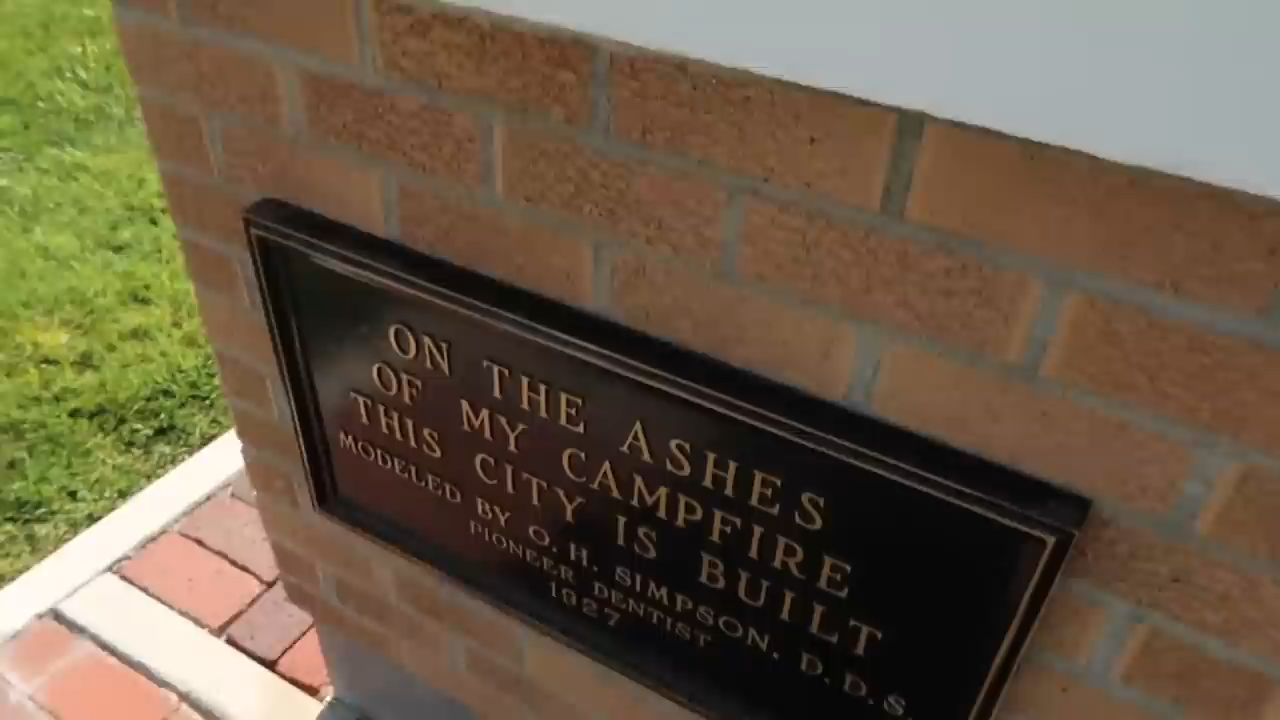 ON THE ASHES
OF MY CAMPFIRE
THIS CITY IS BUILT
MODELED BY O. H. SIMPSON, D. D. S.
PIONEER DENTIST
1927